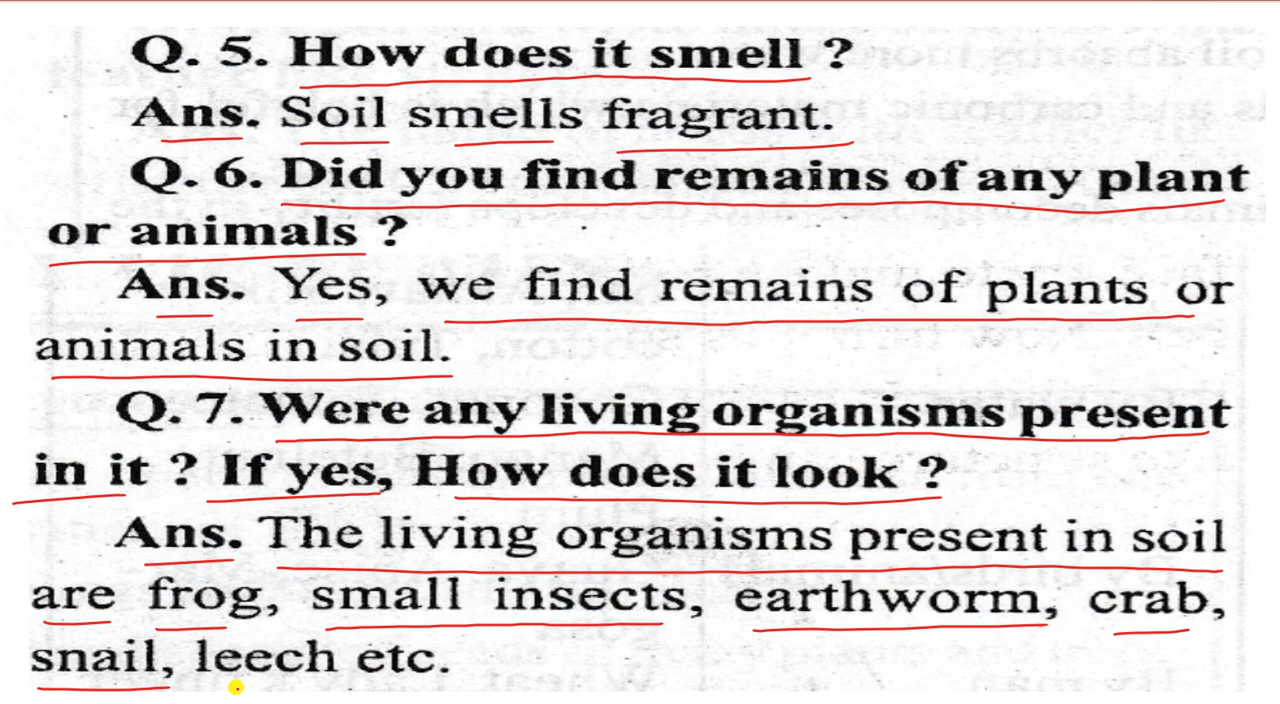 Q. 5. How does it smell ?
Ans. Soil smells fragrant.
Q. 6. Did you find remains of any plant
or animals ?
Ans. Yes, we find remains of plants or
animals in soil.
Q. 7. Were any living organisms present
in it ? If yes, How does it look ?
Ans. The living organisms present in soil
are frog, small insects, earthworm, crab,
snail, leech etc.